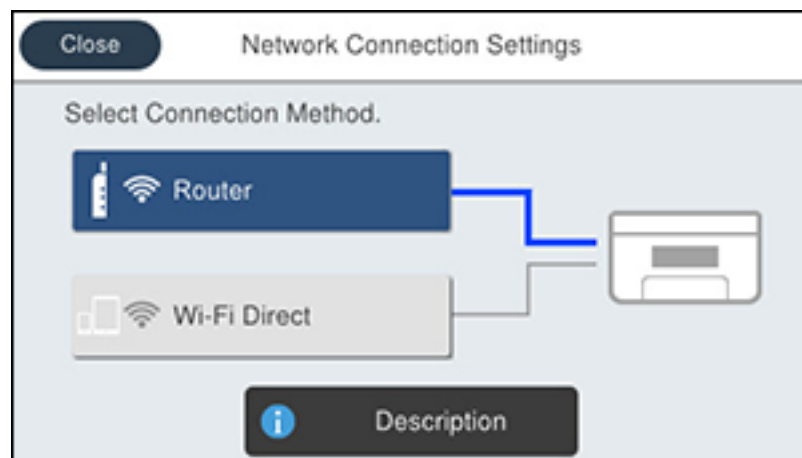 Close
Network Connection Settings
Select Connection Method.
Router
Wi-Fi Direct
Description